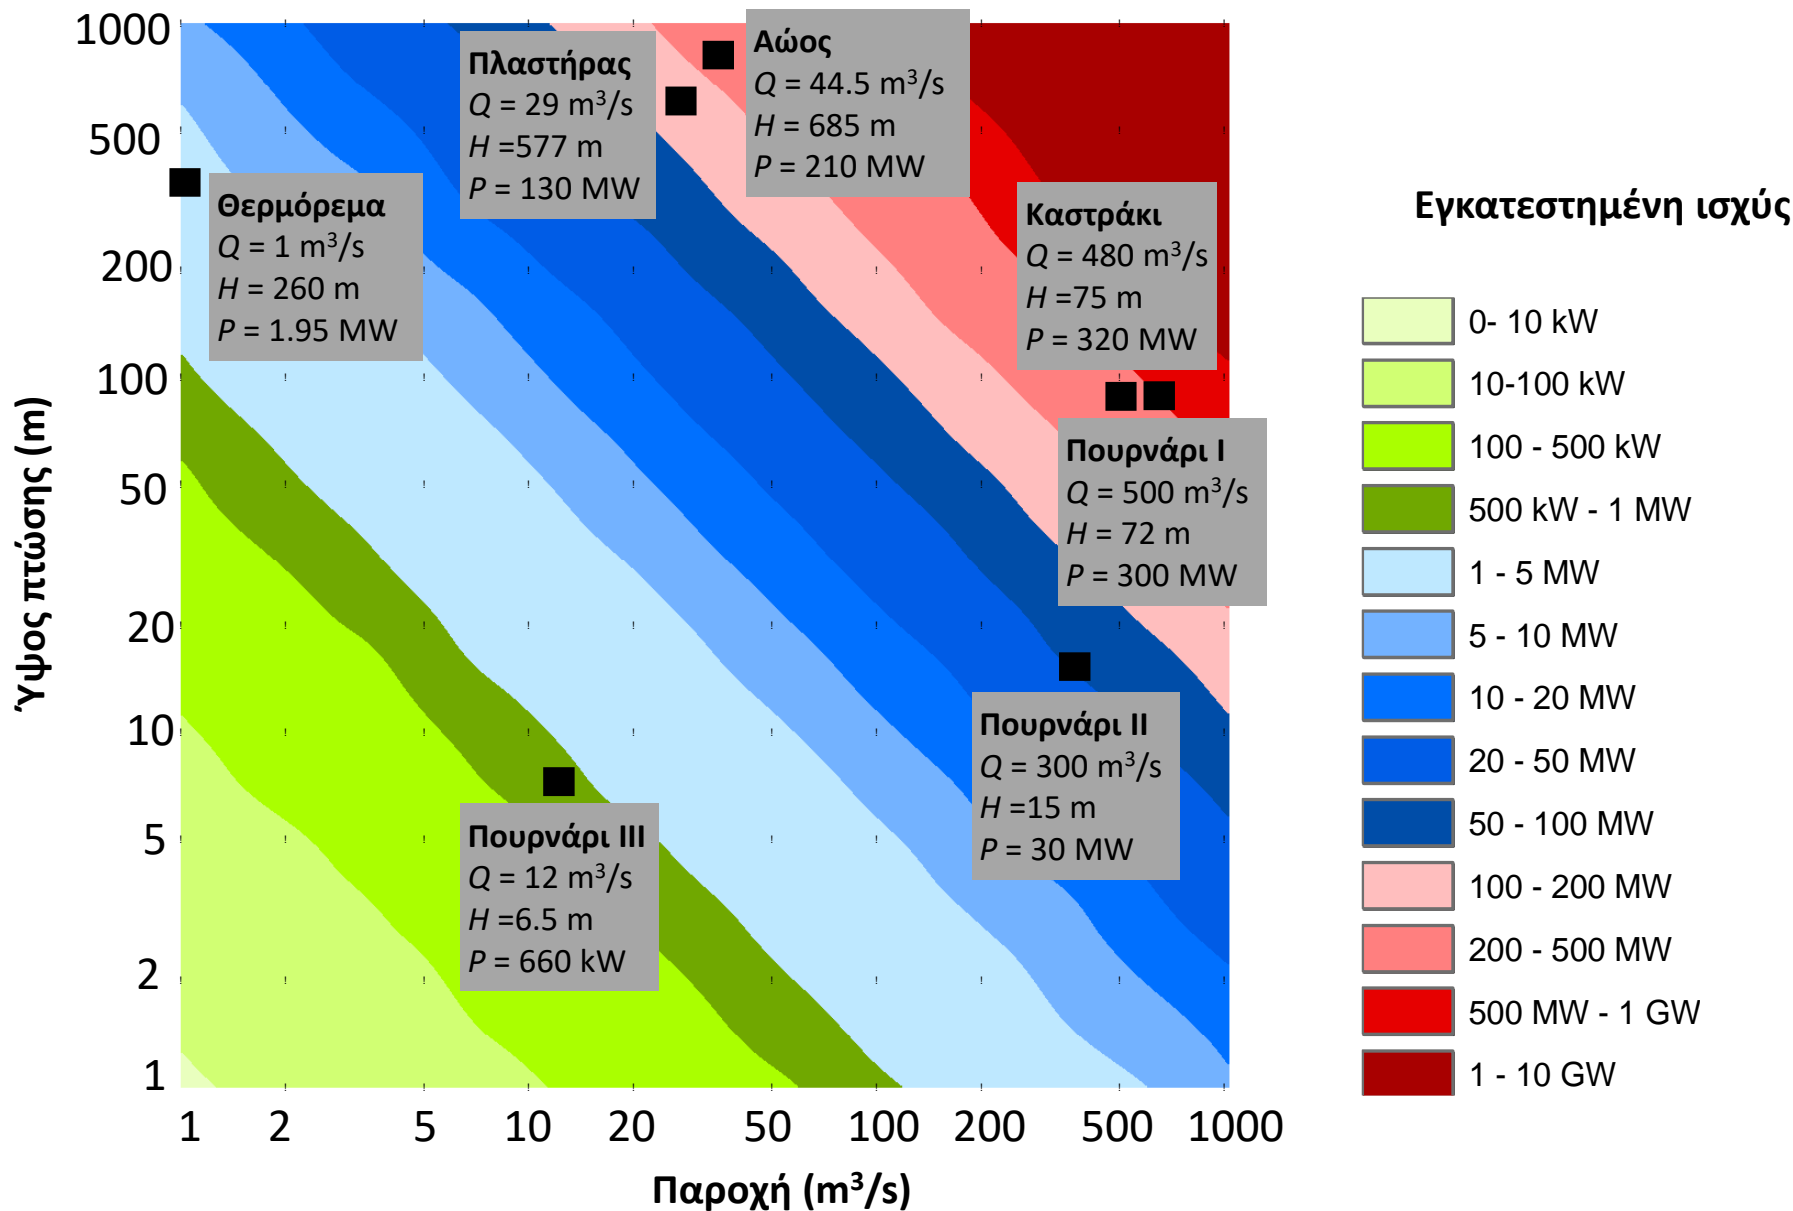 Πλαστήρας
Q = 29 m³/s
H =577 m
P = 130 MW
Αώος
Q = 44.5 m³/s
H = 685 m
P = 210 MW
Θερμόρεμα
Q = 1 m³/s
H = 260 m
P = 1.95 MW
Καστράκι
Q = 480 m³/s
H =75 m
P = 320 MW
Πουρνάρι Ι
Q = 500 m³/s
H = 72 m
P = 300 MW
Πουρνάρι ΙΙ
Q = 300 m³/s
H =15 m
P = 30 MW
Πουρνάρι ΙΙΙ
Q = 12 m³/s
H =6.5 m
P = 660 kW
Ύψος πτώσης (m)
1000
500
200
100
50
20
10
5
2
1
1 2 5 10 20 50 100 200 500 1000
Παροχή (m³/s)
Εγκατεστημένη ισχύς
0- 10 kW
10-100 kW
100 - 500 kW
500 kW - 1 MW
1 - 5 MW
5 - 10 MW
10 - 20 MW
20 - 50 MW
50 - 100 MW
100 - 200 MW
200 - 500 MW
500 MW - 1 GW
1 - 10 GW